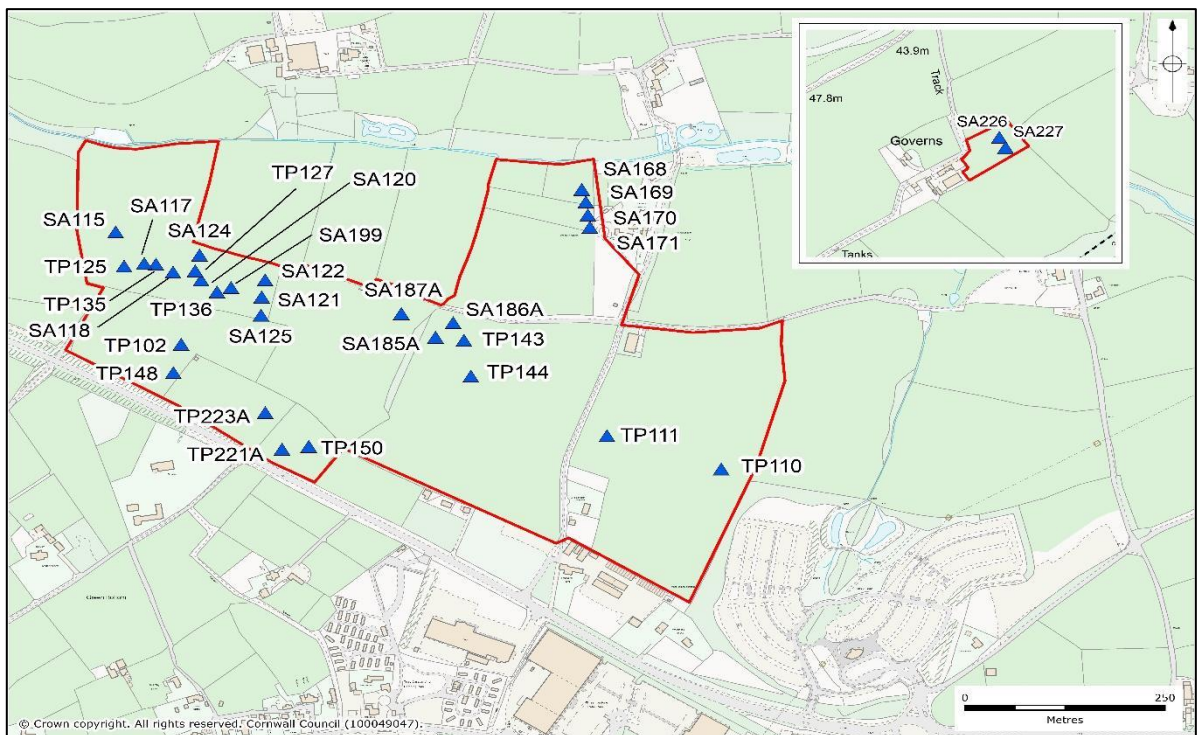 43.9m
Track
47.8m
SA226
SA227
Governs
Tanks
SA168
SA169
SA170
SA171
TP127
SA120
SA117
SA124
SA199
SA115
SA122
TP125
SA187A
TP135
TP136
SA121
SA186A
SA118
SA125
SA185A
TP143
TP102
TP148
TP144
TP223A
TP111
TP221A
TP150
TP110
0
250
Metres
© Crown copyright. All rights reserved. Cornwall Council (100049047).